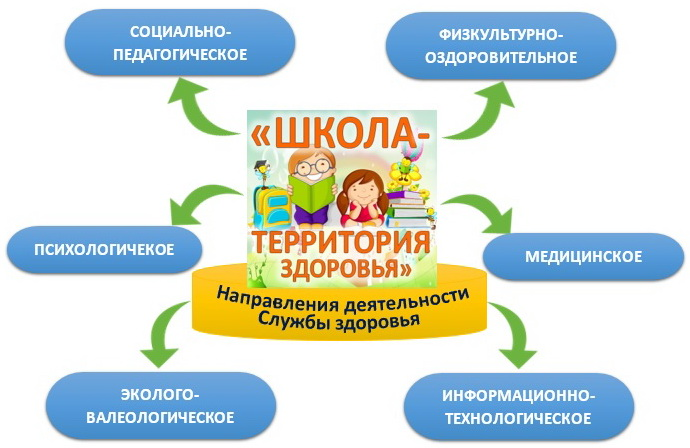 СОЦИАЛЬНО-
ПЕДАГОГИЧЕСКОЕ
ФИЗКУЛЬТУРНО-
ОЗДОРОВИТЕЛЬНОЕ
«ШКОЛА-
ТЕРРИТОРИЯ
ЗДОРОВЬЯ»
ПСИХОЛОГИЧЕКОЕ
МЕДИЦИНСКОЕ
Направления деятельности
Службы здоровья
ЭКОЛОГО-
ВАЛЕОЛОГИЧЕСКОЕ
ИНФОРМАЦИОННО-
ТЕХНОЛОГИЧЕСКОЕ